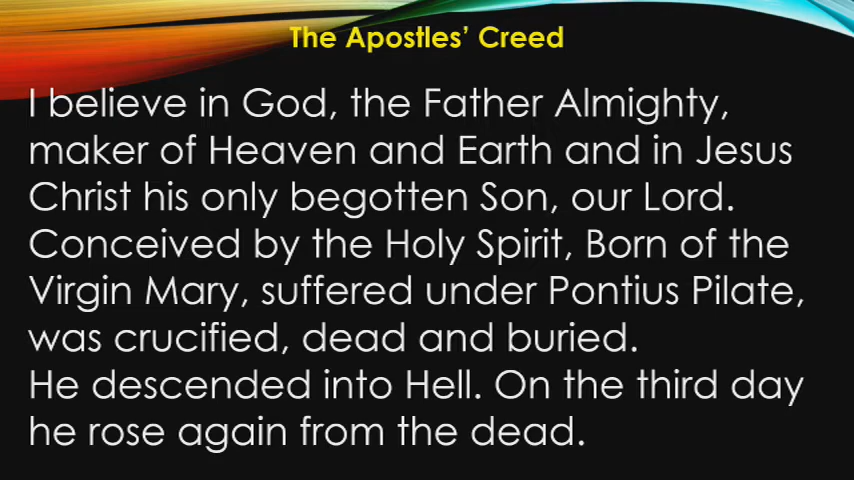 The Apostles’ Creed
I believe in God, the Father Almighty,
maker of Heaven and Earth and in Jesus
Christ his only begotten Son, our Lord.
Conceived by the Holy Spirit, Born of the
Virgin Mary, suffered under Pontius Pilate,
was crucified, dead and buried.
He descended into Hell. On the third day
he rose again from the dead.